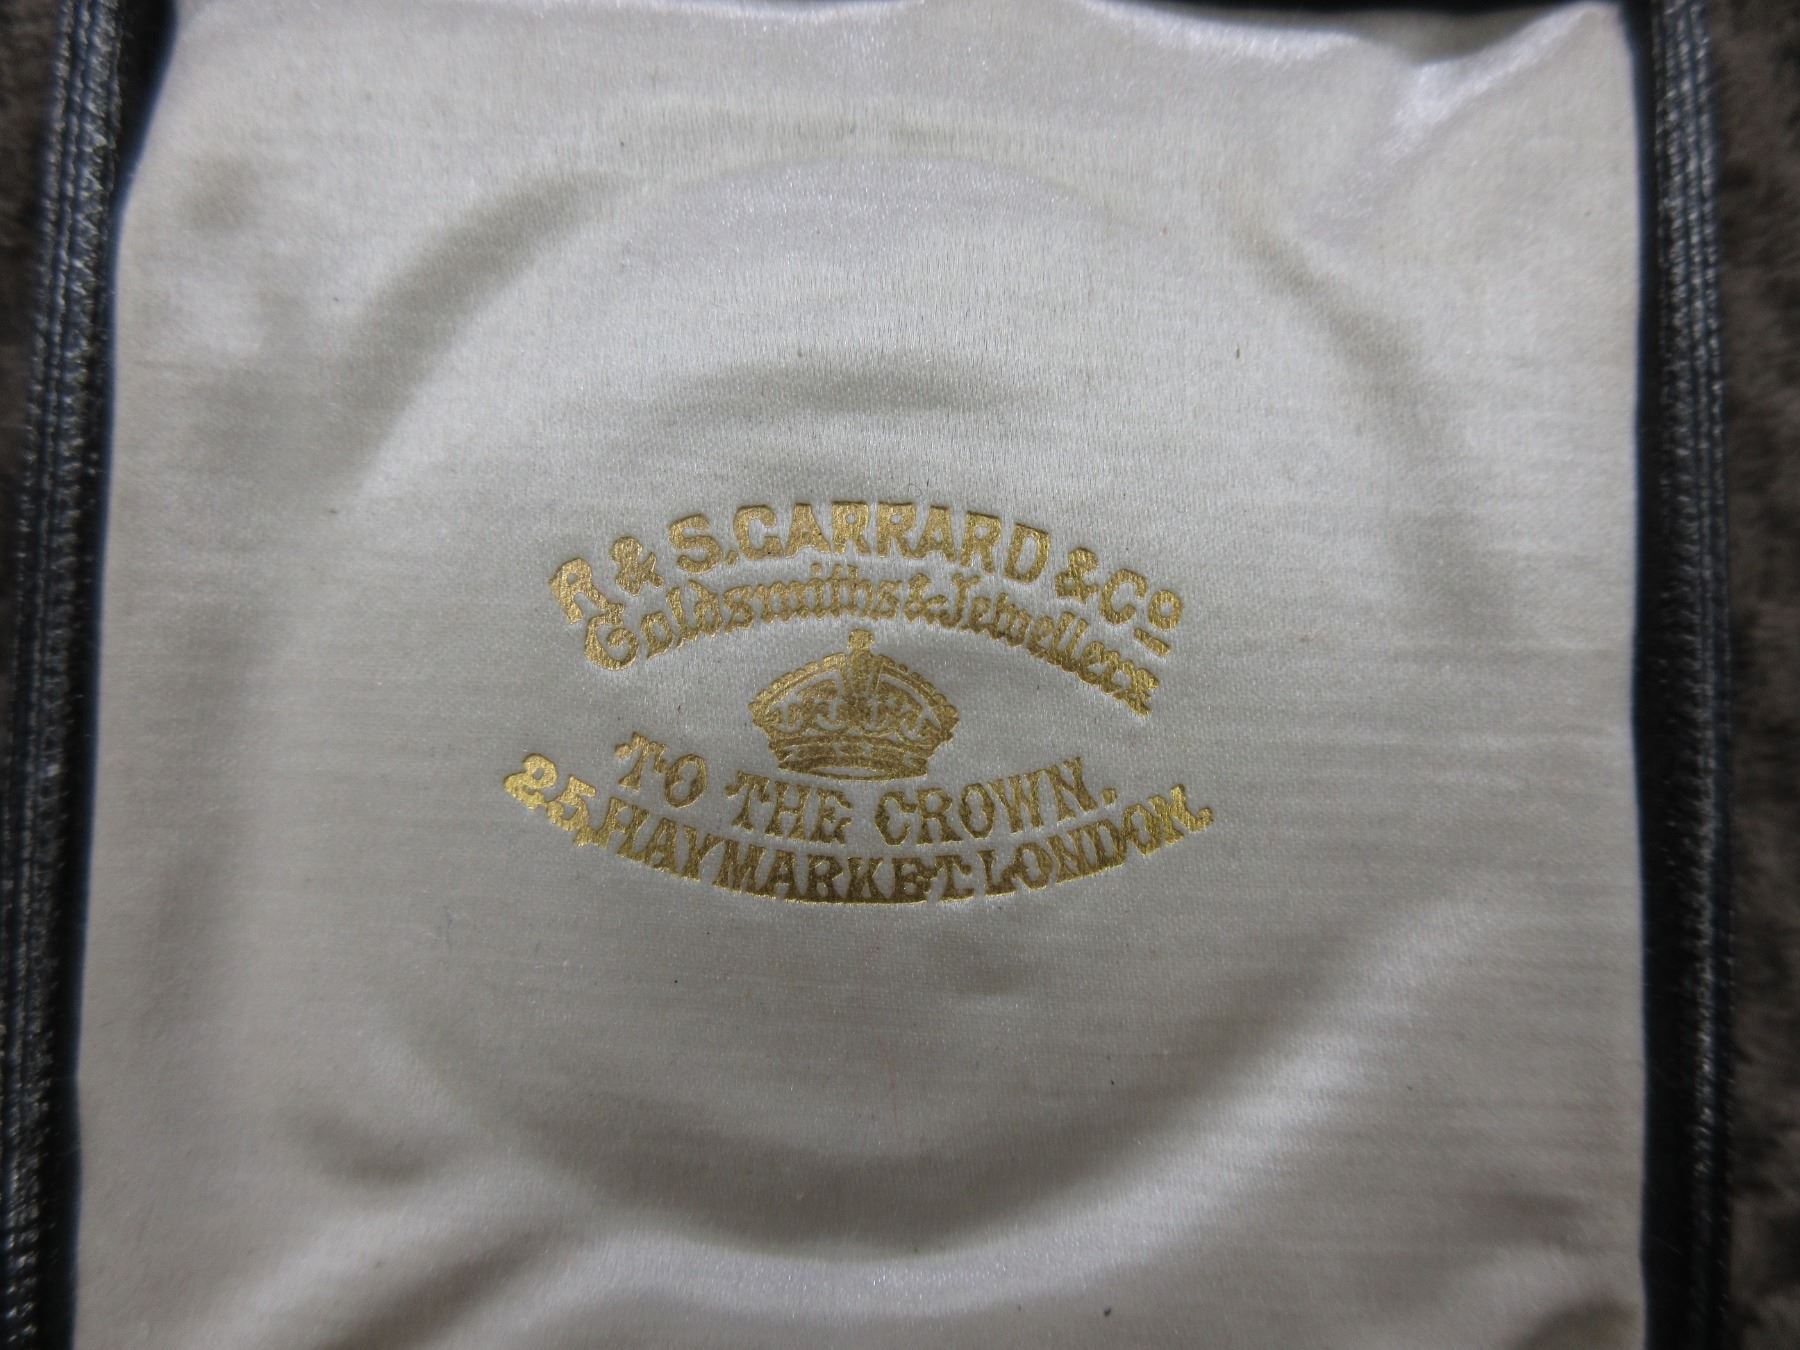 R & S. GARRARD & Co
Goldsmiths & Jewellers
TO THE CROWN.
25, HAYMARKET. LONDON.